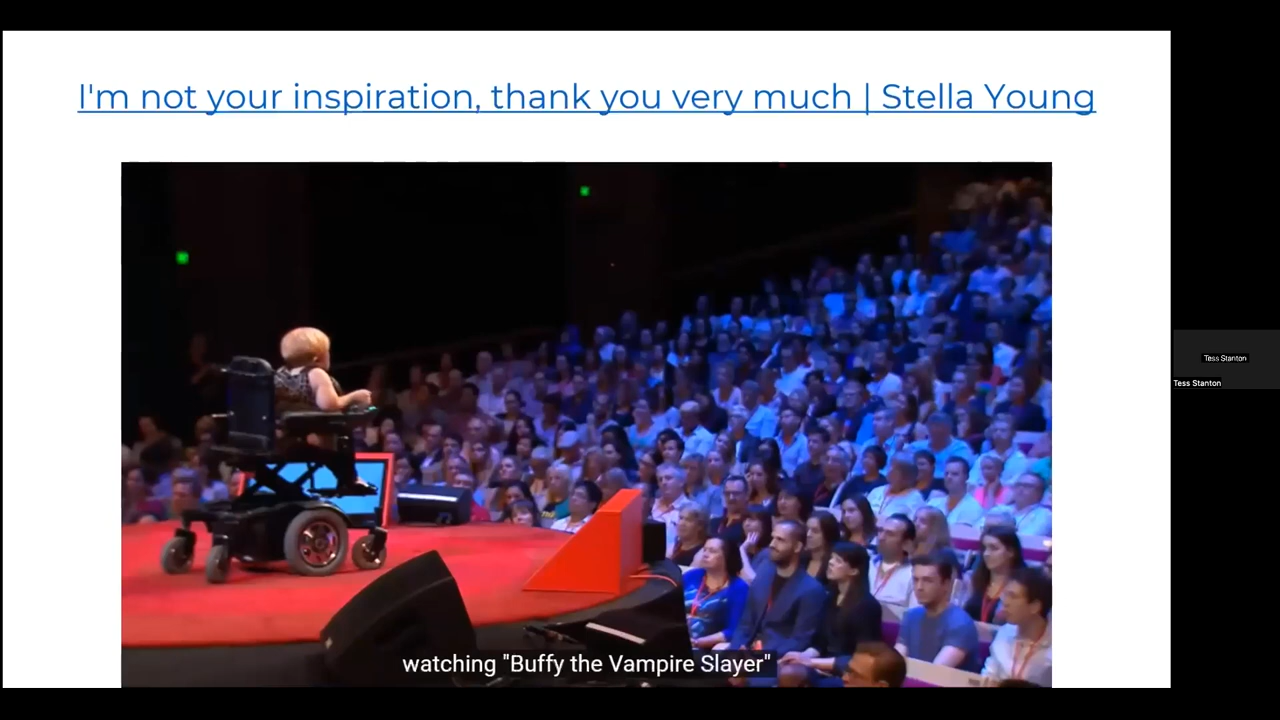 I'm not your inspiration, thank you very much | Stella Young
watching "Buffy the Vampire Slayer"
Tess Stanton
Tess Stanton